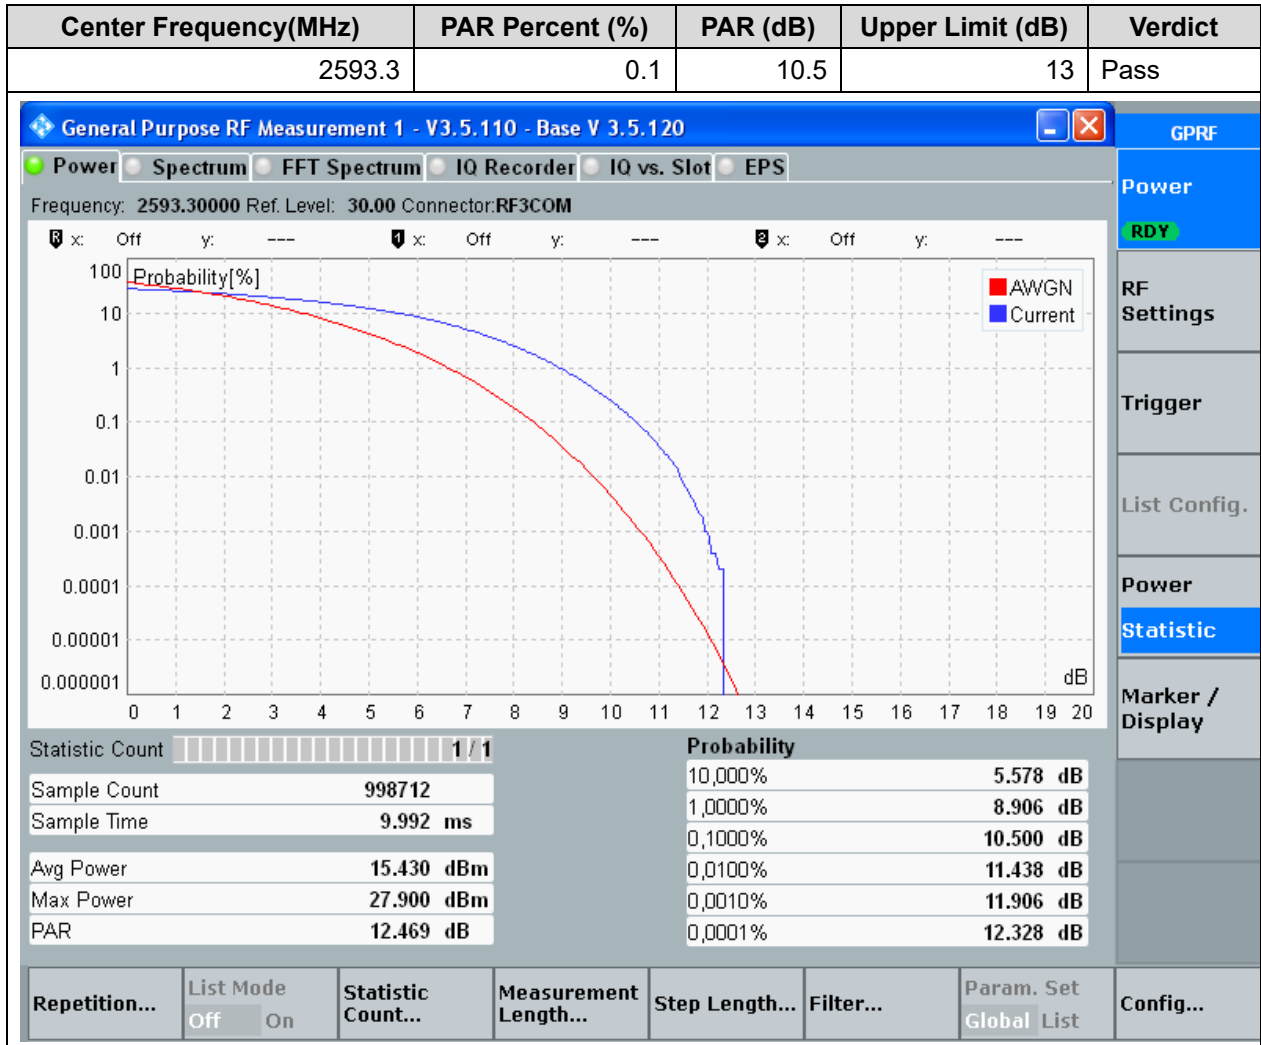 Center Frequency(MHz) PAR Percent (%) PAR (dB) Upper Limit (dB) Verdict
2593.3 0.1 10.5 13 Pass
General Purpose RF Measurement 1 - V3.5.110 - Base V 3.5.120
GPRF
Power Spectrum FFT Spectrum IQ Recorder IQ vs. Slot EPS
Frequency: 2593.30000 Ref. Level: 30.00 Connector:RF3COM
R x: Off y: --- 1 x: Off y: --- 2 x: Off y: ---
Probability[%]
AWGN
Current
100
10
1
0.1
0.01
0.001
0.0001
0.00001
0.000001
dB
0 1 2 3 4 5 6 7 8 9 10 11 12 13 14 15 16 17 18 19 20
Statistic Count 1 / 1
Sample Count 998712
Sample Time 9.992 ms
Avg Power 15.430 dBm
Max Power 27.900 dBm
PAR 12.469 dB
Probability
10,000% 5.578 dB
1,0000% 8.906 dB
0,1000% 10.500 dB
0,0100% 11.438 dB
0,0010% 11.906 dB
0,0001% 12.328 dB
Power
RDY
RF
Settings
Trigger
List Config.
Power
Statistic
Marker /
Display
Repetition...
List Mode
Off On
Statistic
Count...
Measurement
Length...
Step Length...
Filter...
Param. Set
Global List
Config...